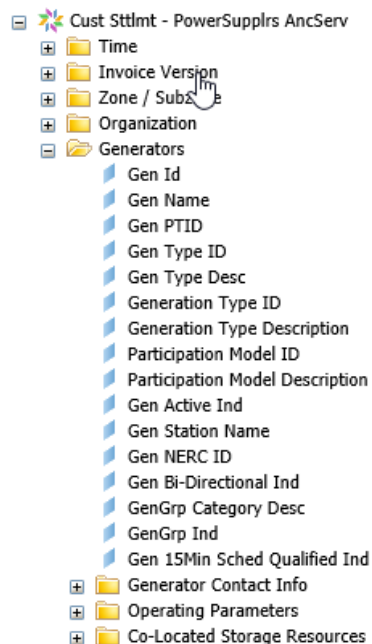 Cust Sttlmt - PowerSupplrs AncServ
Time
Invoice Version
Zone / Subzone
Organization
Generators
Gen Id
Gen Name
Gen PTID
Gen Type ID
Gen Type Desc
Generation Type ID
Generation Type Description
Participation Model ID
Participation Model Description
Gen Active Ind
Gen Station Name
Gen NERC ID
Gen Bi-Directional Ind
GenGrp Category Desc
GenGrp Ind
Gen 15Min Sched Qualified Ind
Generator Contact Info
Operating Parameters
Co-Located Storage Resources